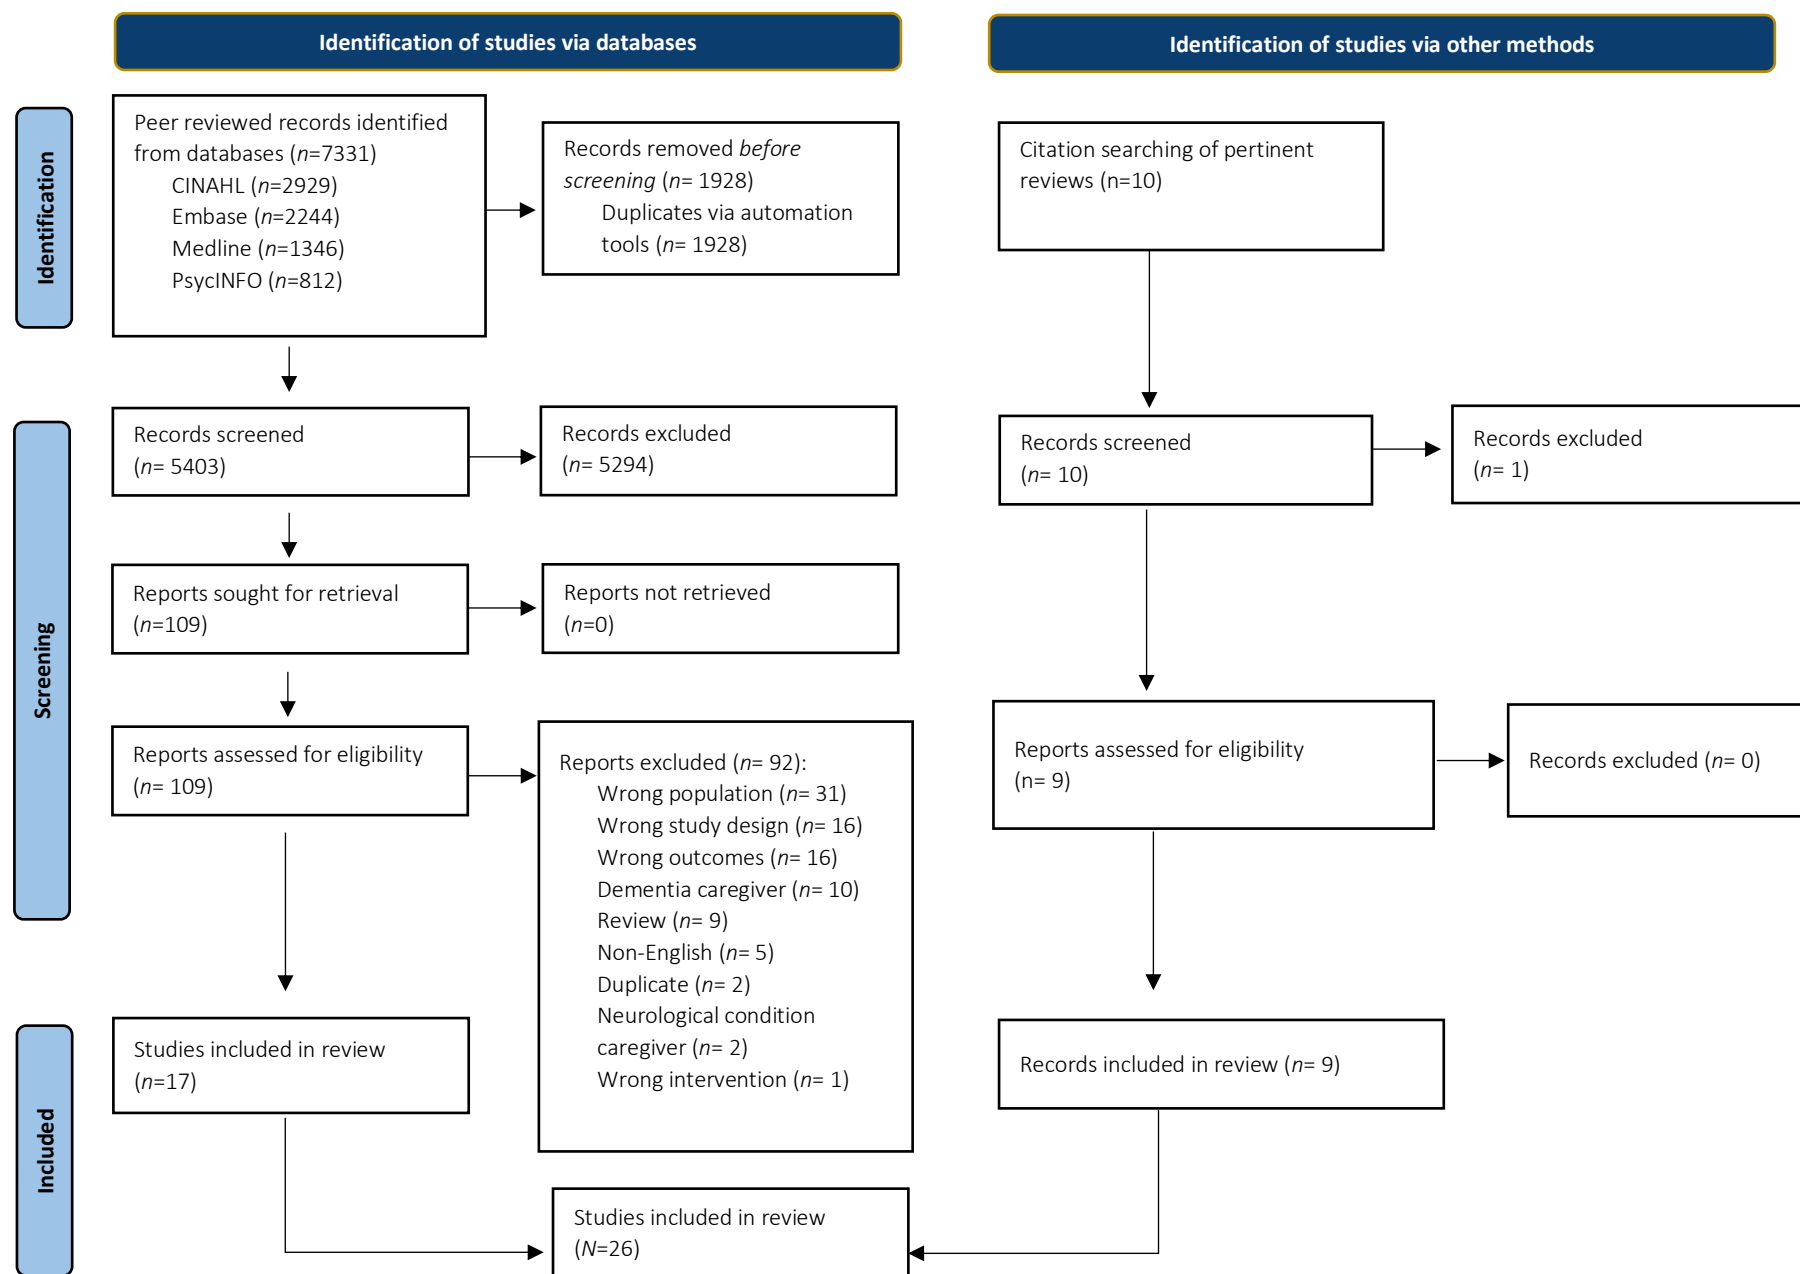 Identification of studies via databases
Identification of studies via other methods
Identification
Peer reviewed records identified
from databases (n=7331)
CINAHL (n=2929)
Embase (n=2244)
Medline (n=1346)
PsycINFO (n=812)
Records removed before
screening (n= 1928)
Duplicates via automation
tools (n= 1928)
Citation searching of pertinent
reviews (n=10)
Screening
Records screened
(n= 5403)
Records excluded
(n= 5294)
Records screened
(n= 10)
Records excluded
(n= 1)
Reports sought for retrieval
(n=109)
Reports not retrieved
(n=0)
Reports assessed for eligibility
(n= 109)
Reports excluded (n= 92):
Wrong population (n= 31)
Wrong study design (n= 16)
Wrong outcomes (n= 16)
Dementia caregiver (n= 10)
Review (n= 9)
Non-English (n= 5)
Duplicate (n= 2)
Neurological condition
caregiver (n= 2)
Wrong intervention (n= 1)
Reports assessed for eligibility
(n= 9)
Records excluded (n= 0)
Included
Studies included in review
(n=17)
Records included in review (n= 9)
Studies included in review
(N=26)